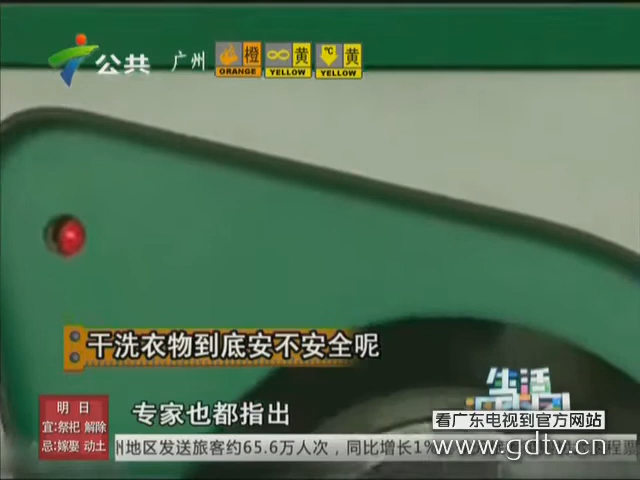 公共 广州 橙 黄 黄
ORANGE YELLOW ℃ YELLOW
干洗衣物到底安不安全呢
生活
明日
宜:祭祀 解除
忌:嫁娶 动土
专家也都指出
看广东电视到官方网站
www.gdtv.cn
州地区发送旅客约65.6万人次，同比增长1%
程票